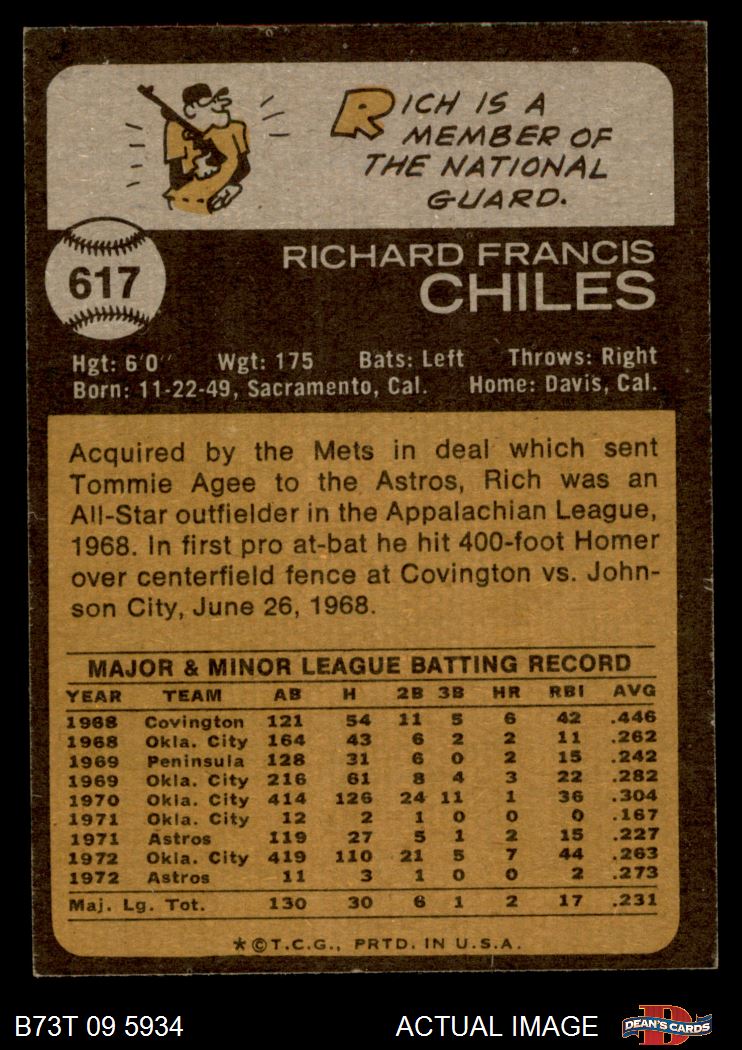 RICH IS A
MEMBER OF
THE NATIONAL
GUARD.
617
RICHARD FRANCIS
CHILES
Hgt: 6'0" Wgt: 175 Bats: Left Throws: Right
Born: 11-22-49, Sacramento, Cal. Home: Davis, Cal.
Acquired by the Mets in deal which sent
Tommie Agee to the Astros, Rich was an
All-Star outfielder in the Appalachian League,
1968. In first pro at-bat he hit 400-foot Homer
over centerfield fence at Covington vs. John-
son City, June 26, 1968.
MAJOR & MINOR LEAGUE BATTING RECORD
YEAR TEAM AB H 2B 3B HR RBI AVG
1968 Covington 121 54 11 5 6 42 .446
1968 Okla. City 164 43 6 2 2 11 .262
1969 Peninsula 128 31 6 0 2 15 .242
1969 Okla. City 216 61 8 4 3 22 .282
1970 Okla. City 414 126 24 11 1 36 .304
1971 Okla. City 12 2 1 0 0 0 .167
1971 Astros 119 27 5 1 2 15 .227
1972 Okla. City 419 110 21 5 7 44 .263
1972 Astros 11 3 1 0 0 2 .273
Maj. Lg. Tot. 130 30 6 1 2 17 .231
*©T.C.G., PRTD. IN U.S.A.
B73T 09 5934 ACTUAL IMAGE D DEAN'S CARDS